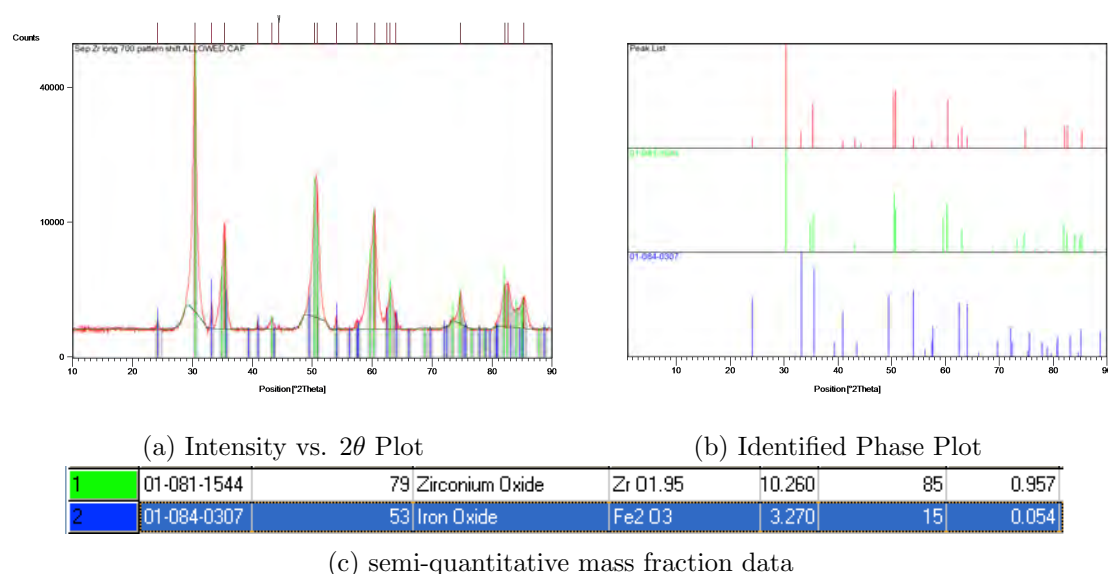 Counts
Sep Zr long 700 pattern shift ALLOWED.CAF
40000
10000
0
10 20 30 40 50 60 70 80 90
Position [°2Theta]
Peak List
01-084-0307
10 20 30 40 50 60 70 80 90
Position [°2Theta]
(a) Intensity vs. 2θ Plot
(b) Identified Phase Plot
1 01-081-1544 79 Zirconium Oxide Zr O1.95 10.260 85 0.957
2 01-084-0307 53 Iron Oxide Fe2 O3 3.270 15 0.054
(c) semi-quantitative mass fraction data